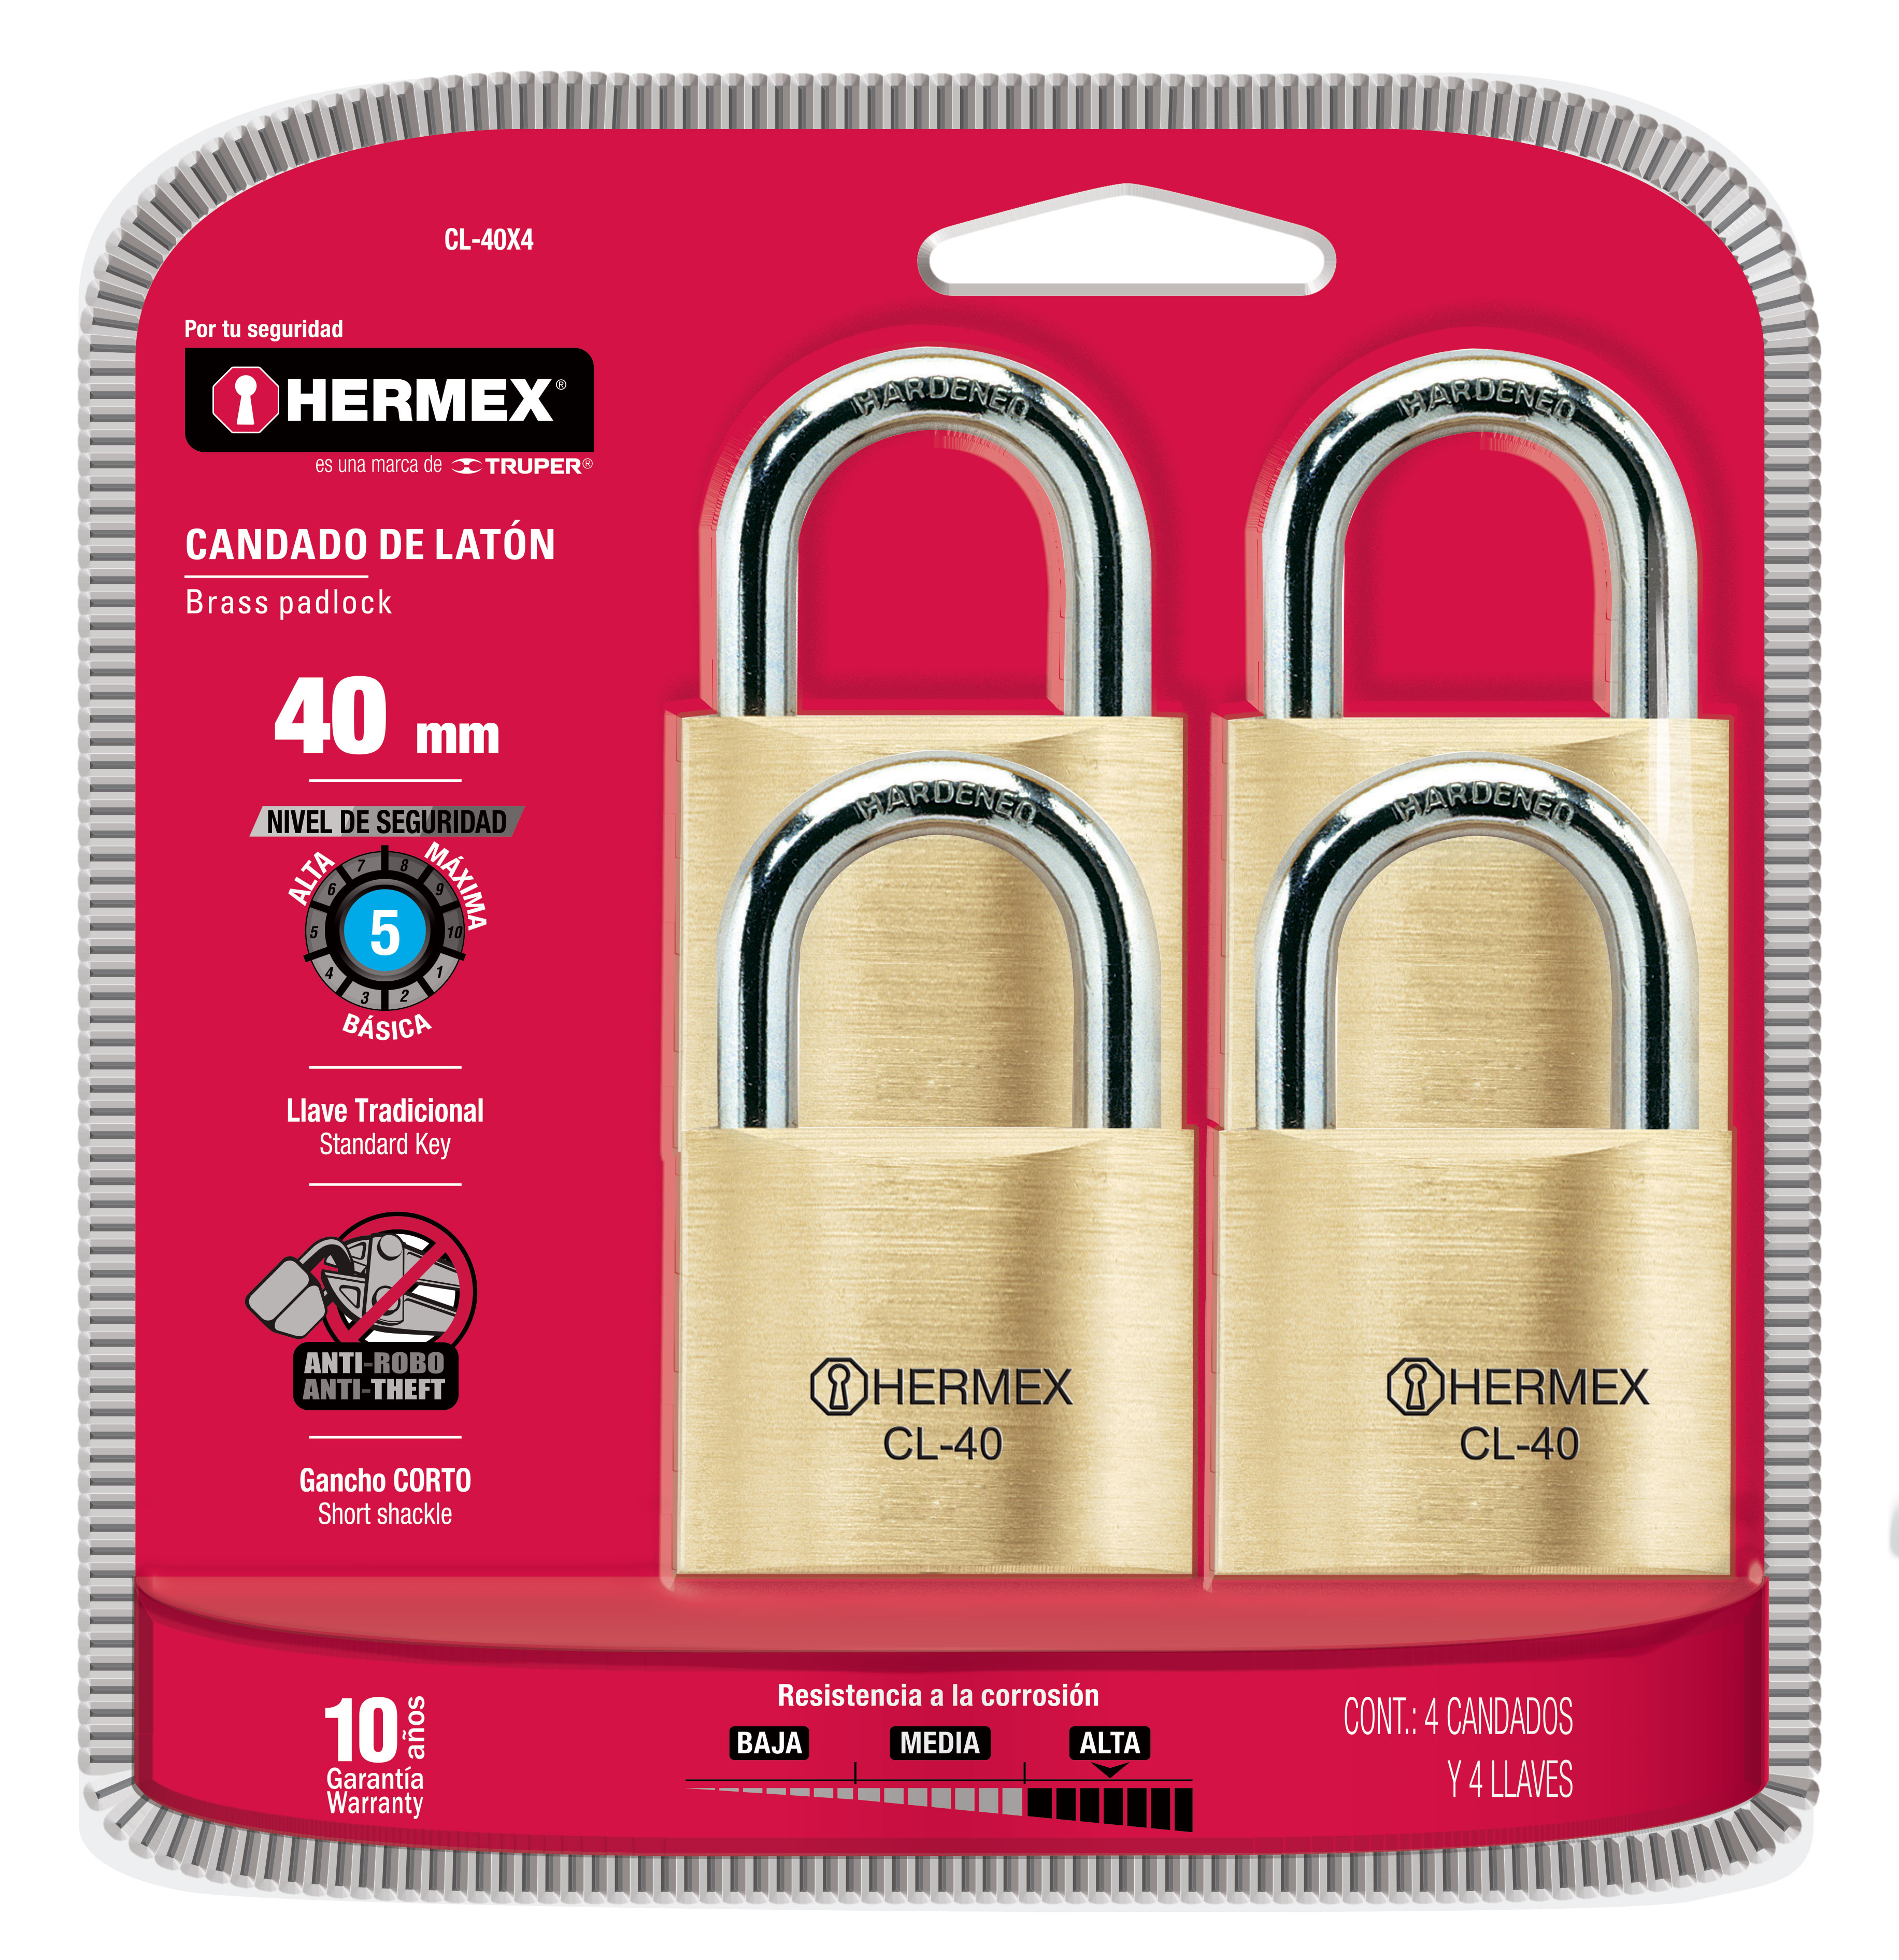 CL-40X4
Por tu seguridad
HERMEX®
es una marca de TRUPER®
CANDADO DE LATÓN
Brass padlock
40 mm
NIVEL DE SEGURIDAD
ALTA
MÁXIMA
7 8
6 9
5 5 10
4 1
3 2
BÁSICA
Llave Tradicional
Standard Key
ANTI-ROBO
ANTI-THEFT
Gancho CORTO
Short shackle
HARDENED
HARDENED
HARDENED
HARDENED
HERMEX
CL-40
HERMEX
CL-40
10 años
Garantía
Warranty
Resistencia a la corrosión
BAJA MEDIA ALTA
CONT.: 4 CANDADOS
Y 4 LLAVES